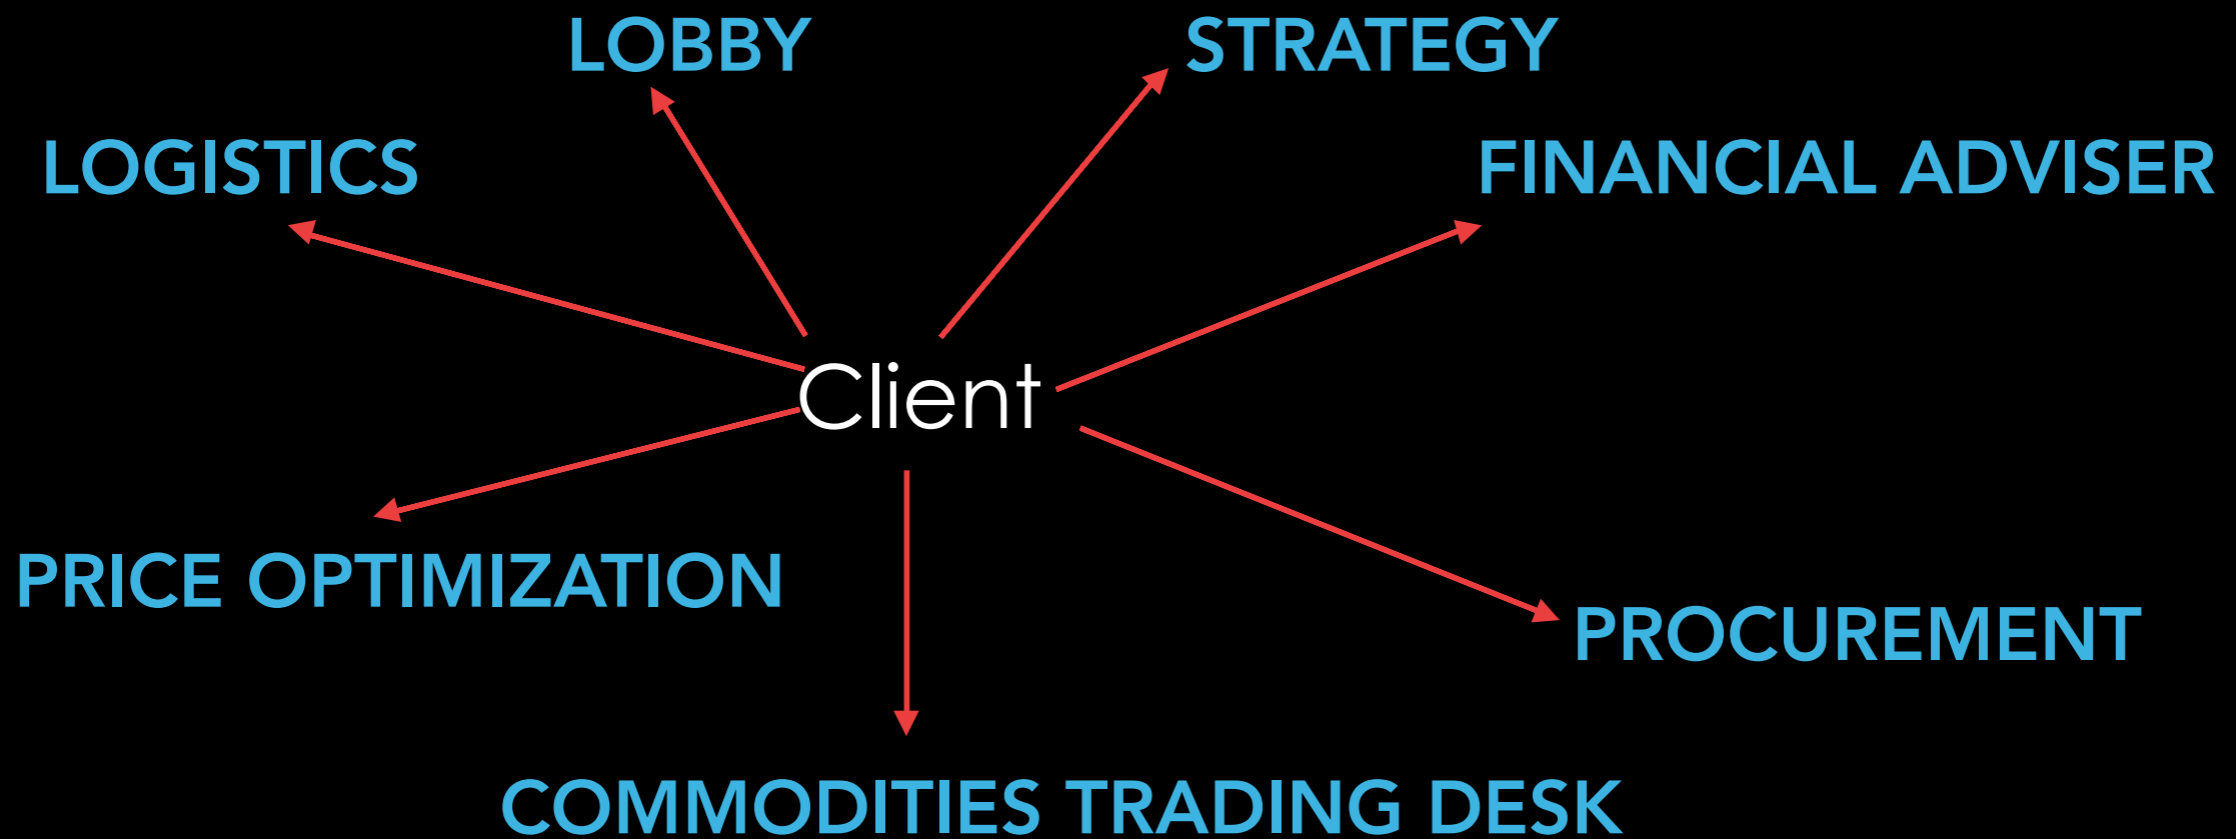 LOBBY
STRATEGY
LOGISTICS
FINANCIAL ADVISER
Client
PRICE OPTIMIZATION
PROCUREMENT
COMMODITIES TRADING DESK